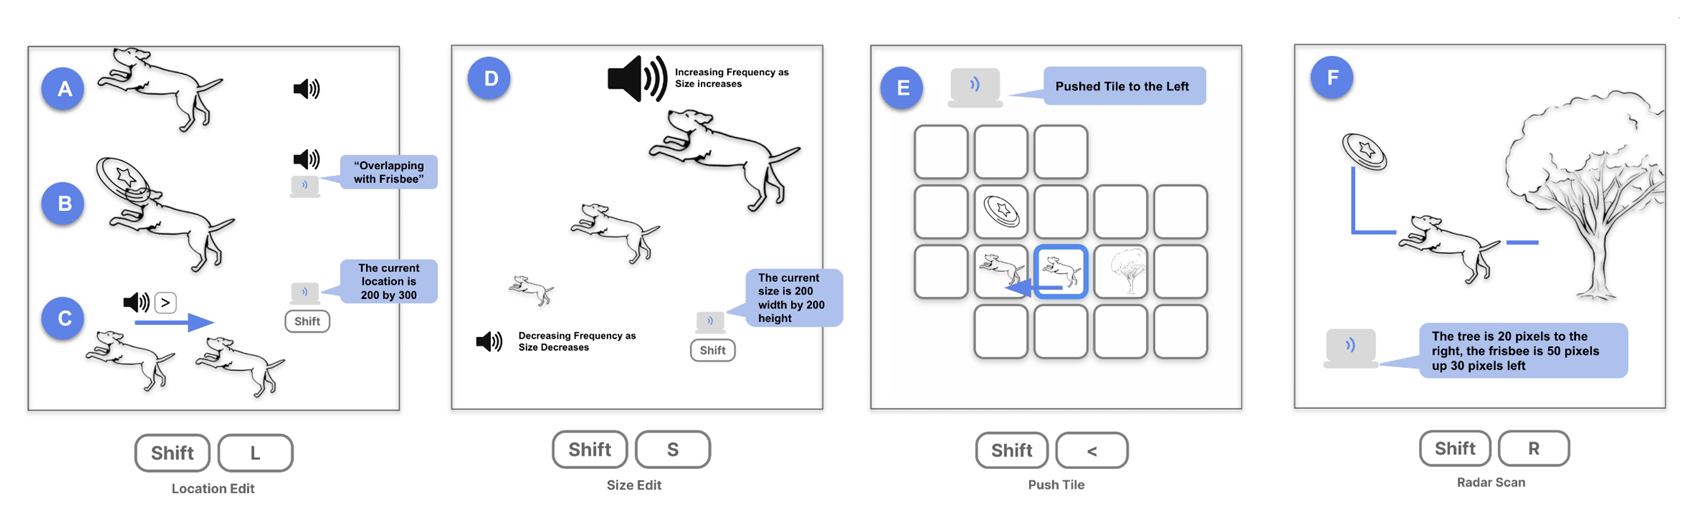 A
B
“Overlapping
with Frisbee”
The current
location is
200 by 300
C
>
Shift
Shift
L
Location Edit
D
Increasing Frequency as
Size increases
The current
size is 200
width by 200
height
Decreasing Frequency as
Size Decreases
Shift
Shift
S
Size Edit
E
Pushed Tile to the Left
Shift
<
Push Tile
F
The tree is 20 pixels to the
right, the frisbee is 50 pixels
up 30 pixels left
Shift
R
Radar Scan